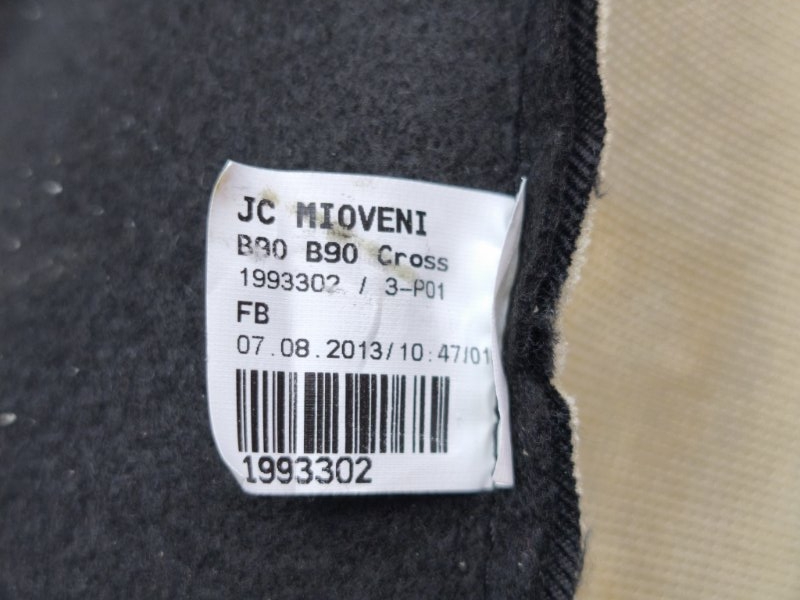 JC MIOVENI
B90 B90 Cross
1993302 / 3-P01
FB
07.08.2013/10:47/01
1993302